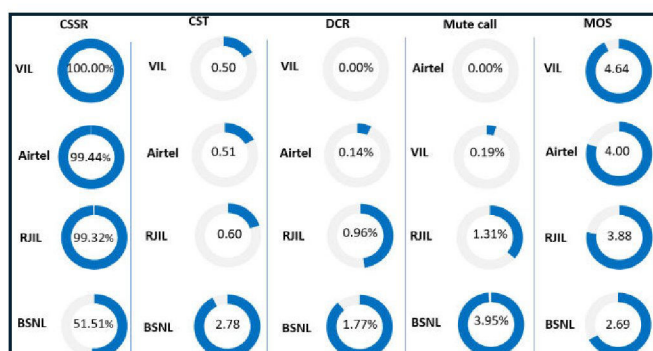 CSSR CST DCR Mute call MOS
VIL 100.00% VIL 0.50 VIL 0.00% Airtel 0.00% VIL 4.64
Airtel 99.44% Airtel 0.51 Airtel 0.14% VIL 0.19% Airtel 4.00
RJIL 99.32% RJIL 0.60 RJIL 0.96% RJIL 1.31% RJIL 3.88
BSNL 51.51% BSNL 2.78 BSNL 1.77% BSNL 3.95% BSNL 2.69